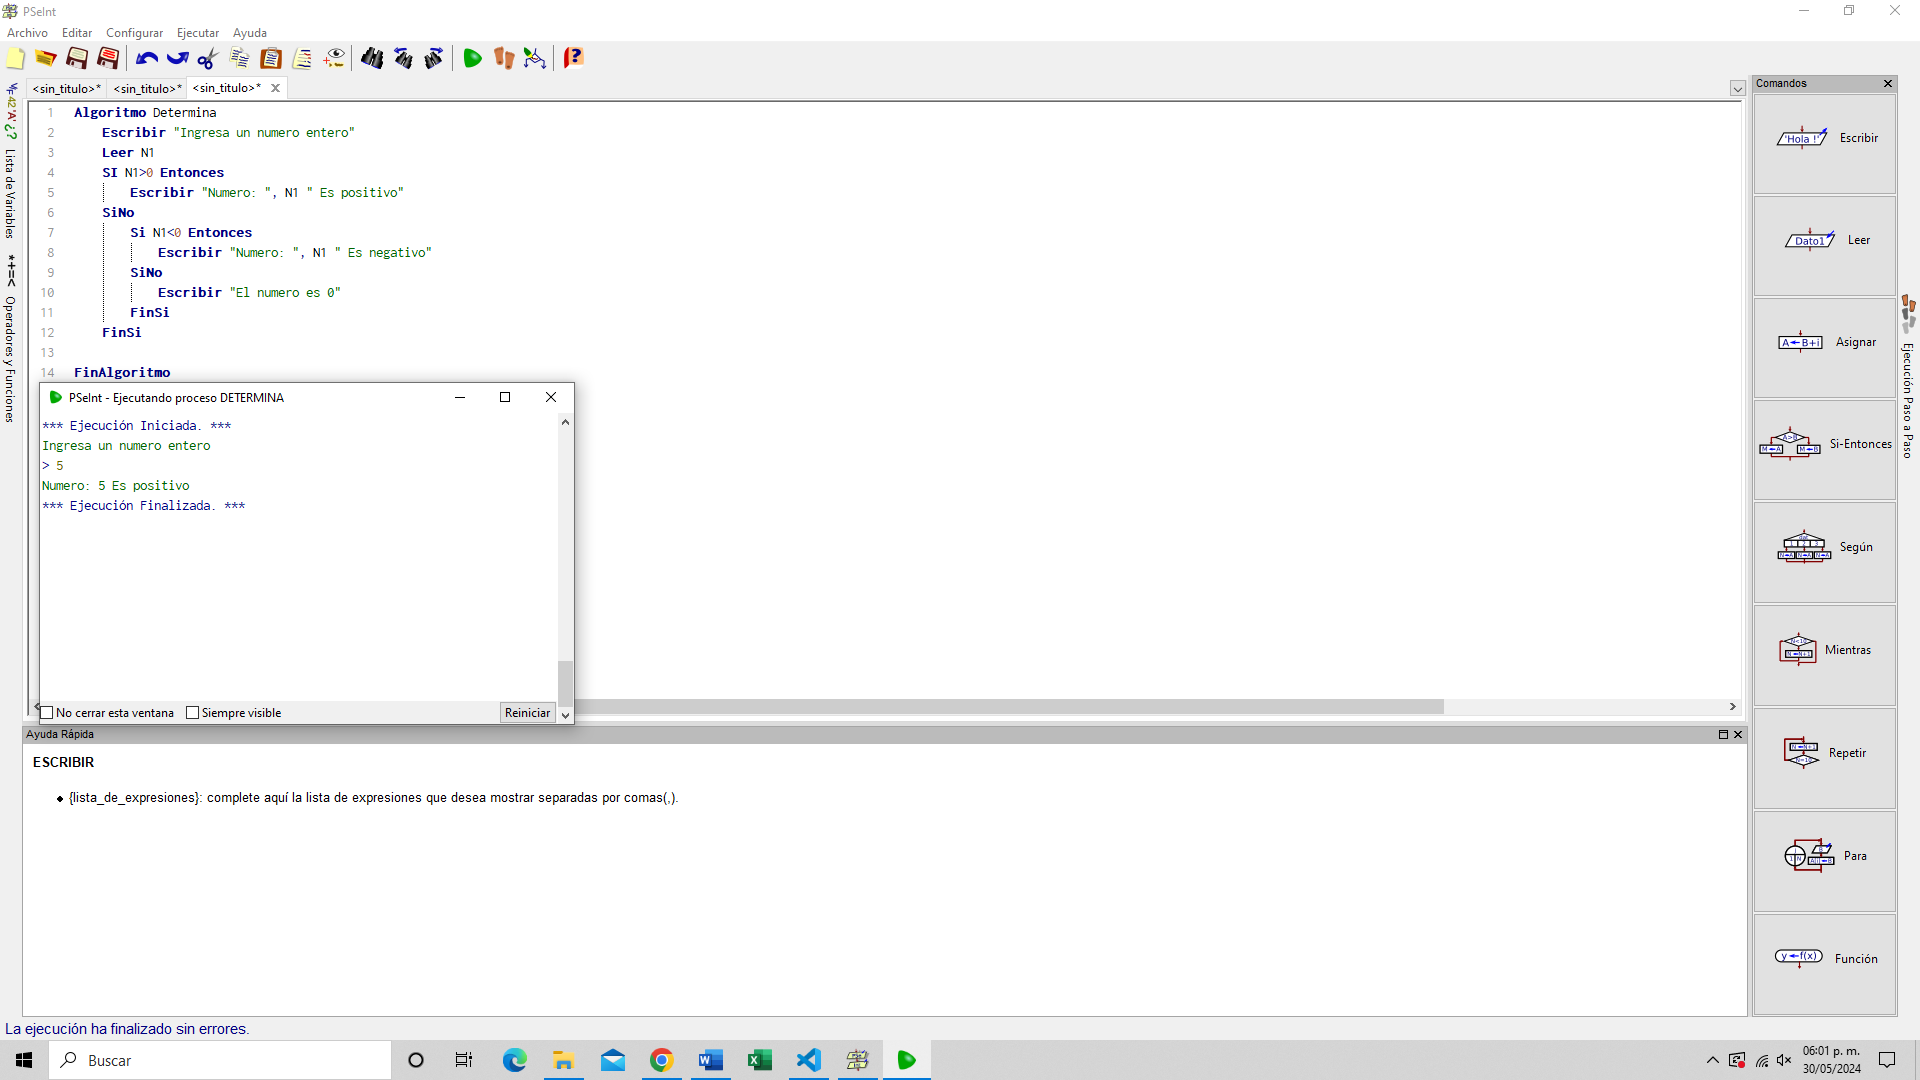 PSeInt
Archivo Editar Configurar Ejecutar Ayuda
<sin_titulo>* <sin_titulo>* <sin_titulo>*
1 Algoritmo Determina
2 Escribir "Ingresa un numero entero"
3 Leer N1
4 SI N1>0 Entonces
5 Escribir "Numero: ", N1 " Es positivo"
6 SiNo
7 Si N1<0 Entonces
8 Escribir "Numero: ", N1 " Es negativo"
9 SiNo
10 Escribir "El numero es 0"
11 FinSi
12 FinSi
13
14 FinAlgoritmo
Lista de Variables
*+=< Operadores y Funciones
PSeInt - Ejecutando proceso DETERMINA
*** Ejecución Iniciada. ***
Ingresa un numero entero
> 5
Numero: 5 Es positivo
*** Ejecución Finalizada. ***
No cerrar esta ventana Siempre visible Reiniciar
Ayuda Rápida
ESCRIBIR
{lista_de_expresiones}: complete aquí la lista de expresiones que desea mostrar separadas por comas(,).
Comandos
'Hola !' Escribir
Dato1 Leer
A←B+i Asignar
A>B Si-Entonces
Según
Mientras
Repetir
Para
y←f(x) Función
Ejecución Paso a Paso
La ejecución ha finalizado sin errores.
Buscar
06:01 p. m.
30/05/2024